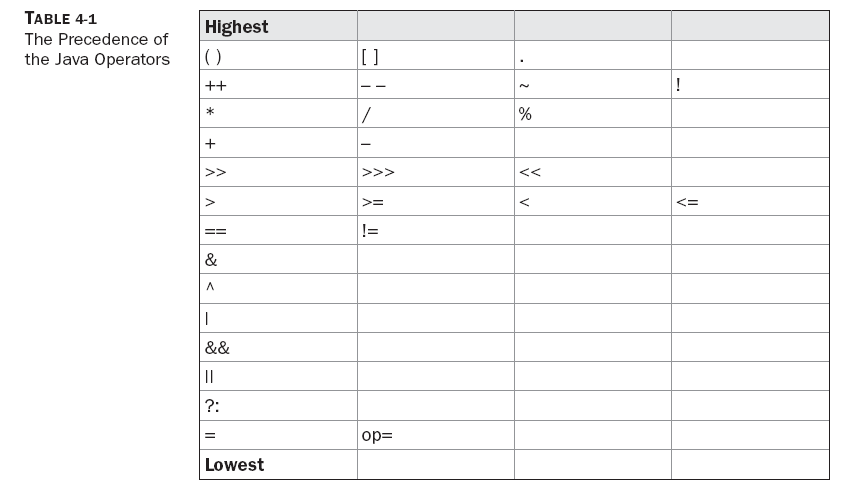 TABLE 4-1
The Precedence of
the Java Operators
Highest
( ) [ ] .
++ – – ~ !
* / %
+ –
>> >>> <<
> >= < <=
== !=
&
^
|
&&
||
?:
= op=
Lowest